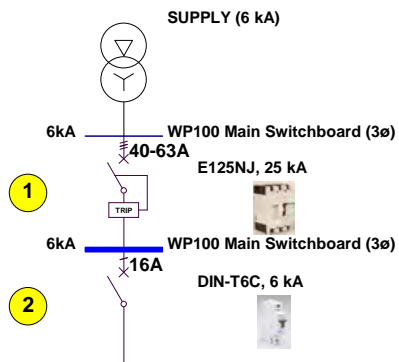 SUPPLY (6 kA)
6kA WP100 Main Switchboard (3ø)
40-63A
E125NJ, 25 kA
1
TRIP
6kA WP100 Main Switchboard (3ø)
16A
DIN-T6C, 6 kA
2